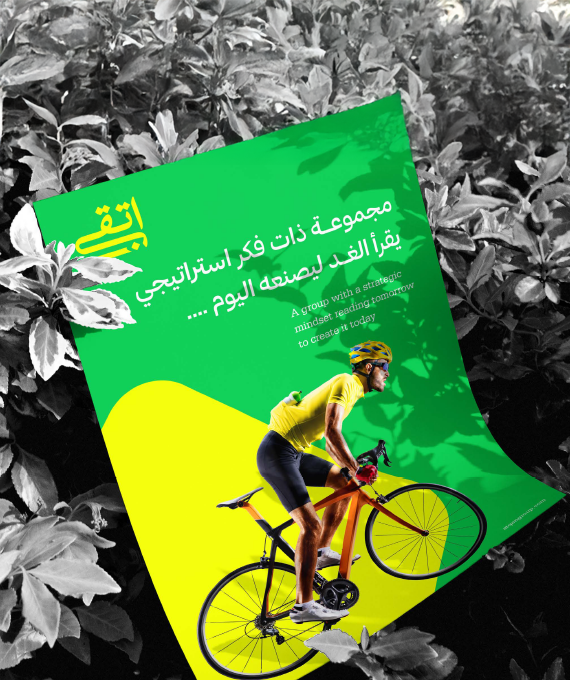 ارتقي
مجموعة ذات فكر استراتيجي
يقرأ الغد ليصنعه اليوم ....
A group with a strategic
mindset reading tomorrow
to create it today